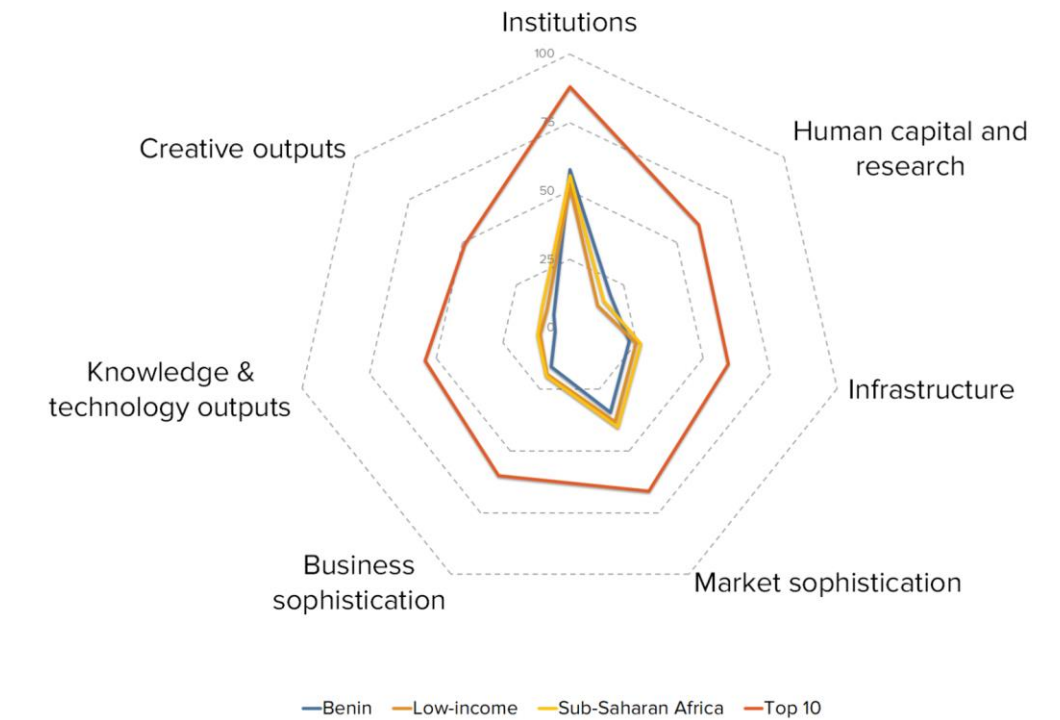 Institutions
100
Human capital and
research
Creative outputs
75
50
25
0
Knowledge &
technology outputs
Infrastructure
Business
sophistication
Market sophistication
Benin
Low-income
Sub-Saharan Africa
Top 10